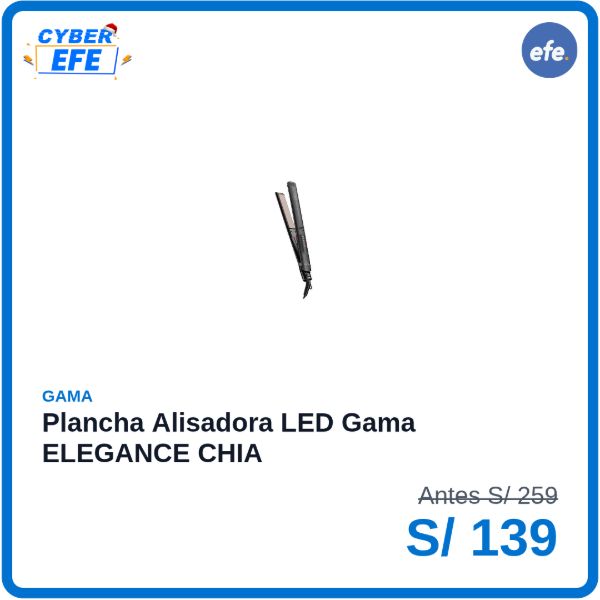 CYBER
EFE
efe.
GAMA
Plancha Alisadora LED Gama
ELEGANCE CHIA
Antes S/ 259
S/ 139